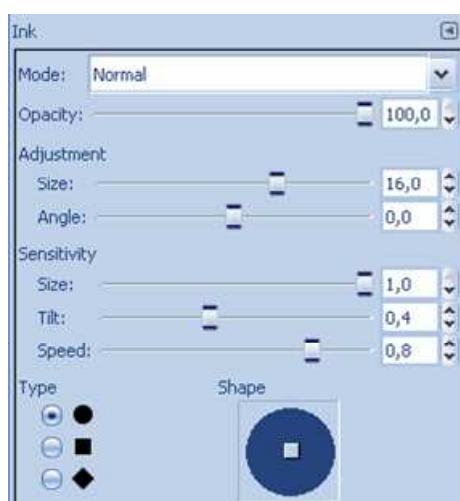 Ink
Mode: Normal
Opacity: 100,0
Adjustment
Size: 16,0
Angle: 0,0
Sensitivity
Size: 1,0
Tilt: 0,4
Speed: 0,8
Type Shape